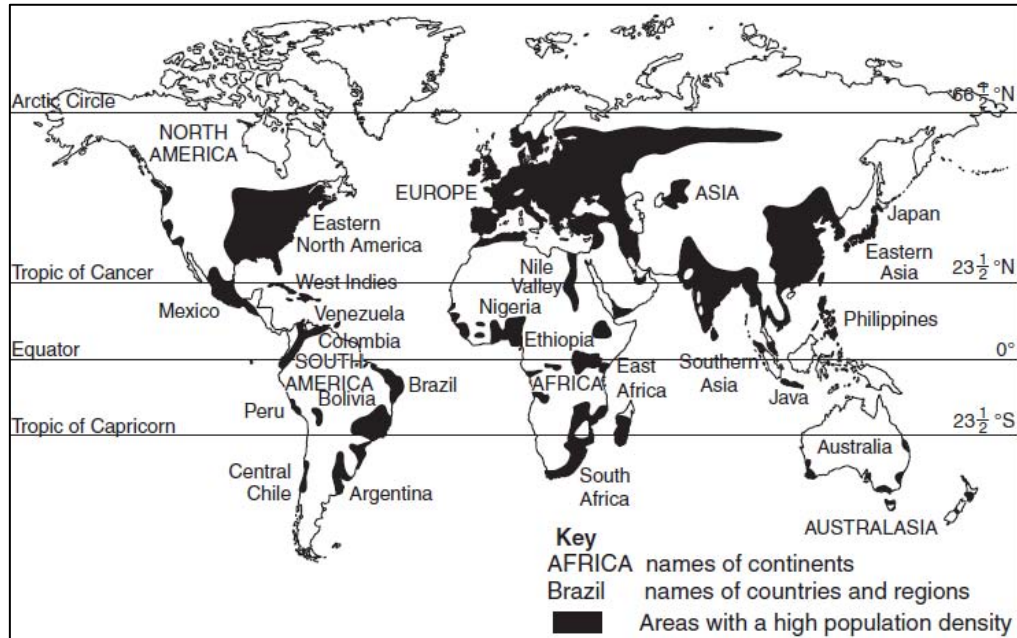 Arctic Circle
66 1/2 °N
NORTH
AMERICA
EUROPE
ASIA
Eastern
North America
Japan
Eastern
Asia
Tropic of Cancer
23 1/2 °N
West Indies
Nile
Valley
Mexico
Venezuela
Nigeria
Philippines
Colombia
Ethiopia
Equator
0°
SOUTH
AMERICA
East
Africa
Southern
Asia
AFRICA
Bolivia
Brazil
Java
Peru
Tropic of Capricorn
23 1/2 °S
Australia
Central
Chile
Argentina
South
Africa
AUSTRALASIA
Key
AFRICA names of continents
Brazil names of countries and regions
Areas with a high population density